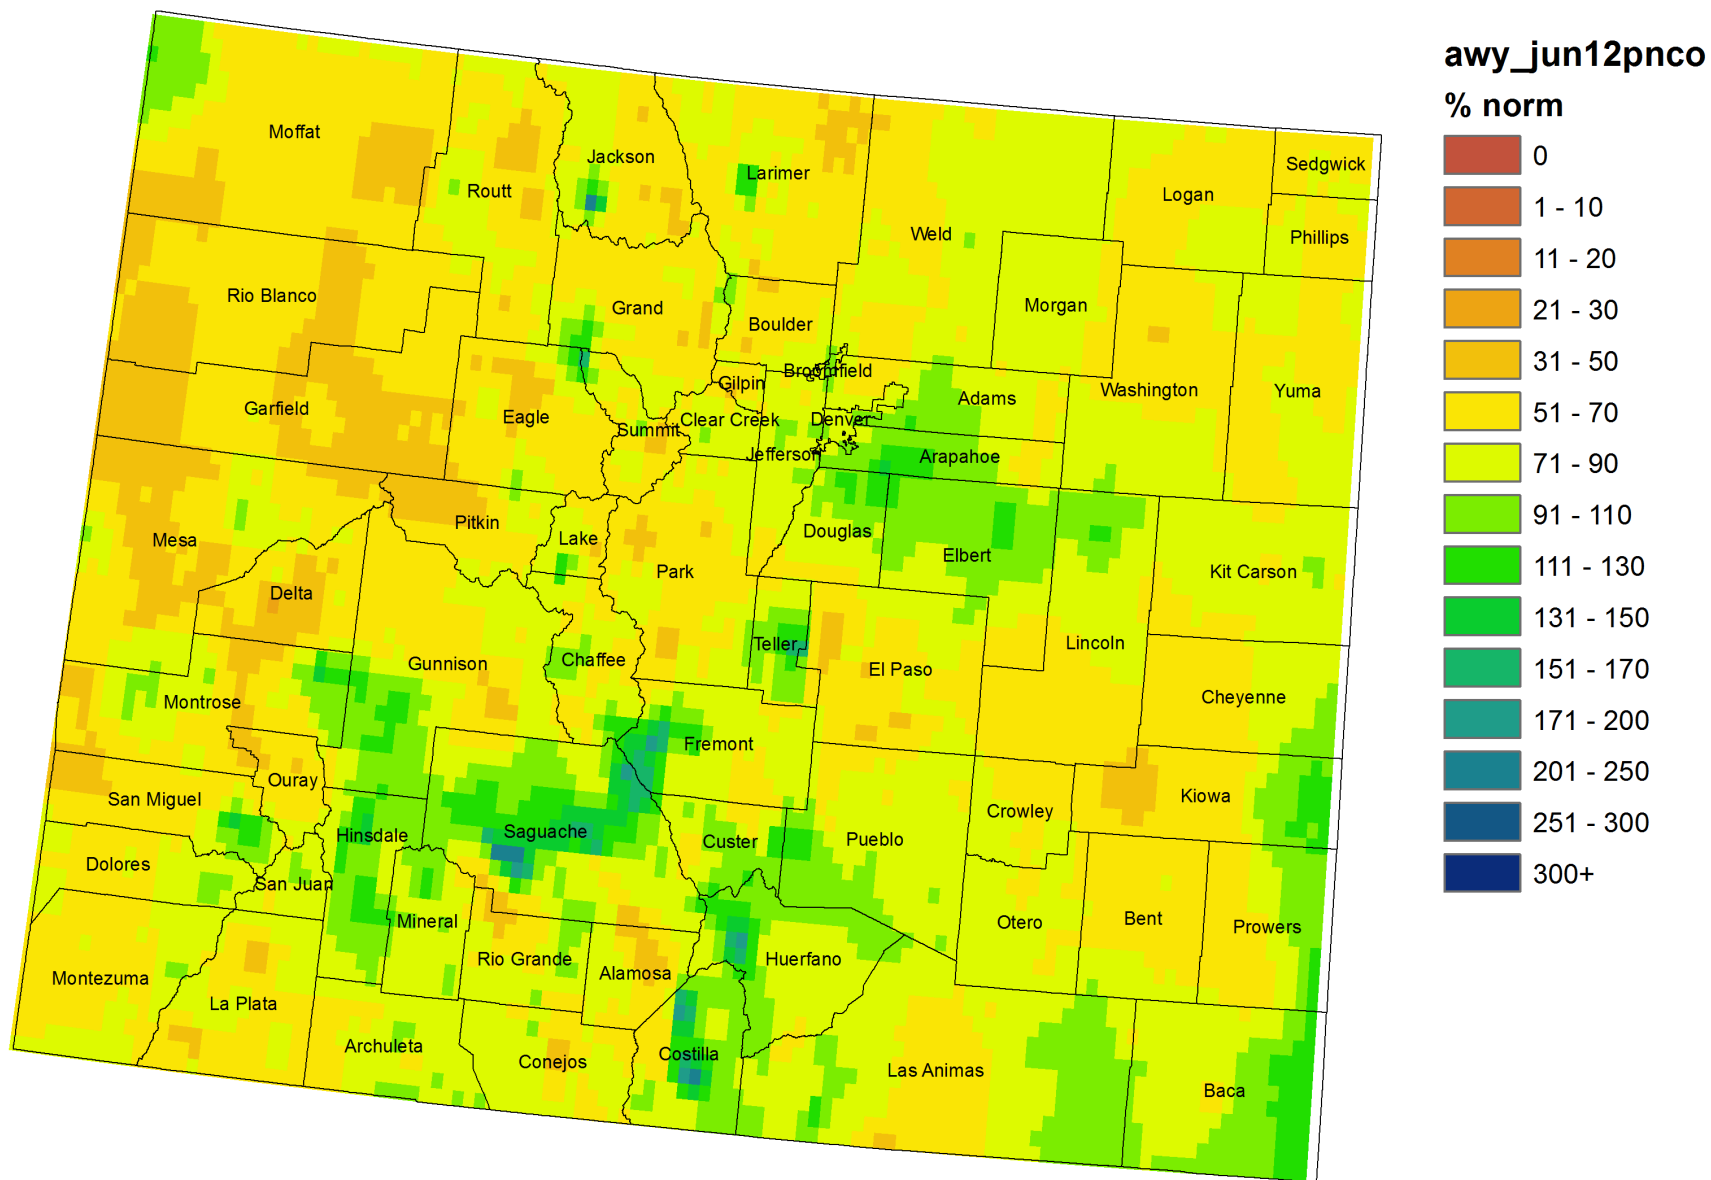 awy_jun12pnco
% norm
0
1 - 10
11 - 20
21 - 30
31 - 50
51 - 70
71 - 90
91 - 110
111 - 130
131 - 150
151 - 170
171 - 200
201 - 250
251 - 300
300+
Moffat
Routt
Jackson
Larimer
Weld
Logan
Sedgwick
Phillips
Rio Blanco
Grand
Boulder
Morgan
Broomfield
Gilpin
Garfield
Eagle
Summit
Clear Creek
Denver
Adams
Washington
Yuma
Jefferson
Arapahoe
Mesa
Pitkin
Lake
Park
Douglas
Elbert
Kit Carson
Delta
Gunnison
Chaffee
Teller
El Paso
Lincoln
Cheyenne
Montrose
Fremont
Ouray
San Miguel
Hinsdale
Saguache
Custer
Pueblo
Crowley
Kiowa
Dolores
San Juan
Mineral
Otero
Bent
Prowers
Montezuma
La Plata
Rio Grande
Alamosa
Huerfano
Archuleta
Conejos
Costilla
Las Animas
Baca